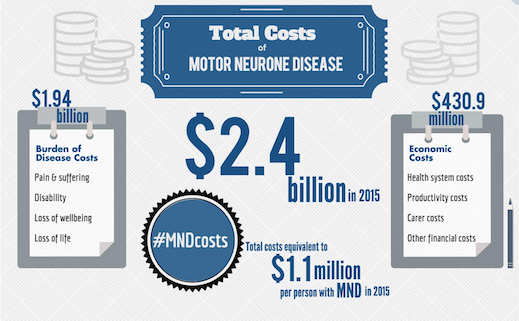 Total Costs
of
MOTOR NEURONE DISEASE
$1.94
billion
Burden of
Disease Costs
Pain & suffering
Disability
Loss of wellbeing
Loss of life
$2.4
billion in 2015
#MNDcosts
Total costs equivalent to
$1.1 million
per person with MND in 2015
$430.9
million
Economic
Costs
Health system costs
Productivity costs
Carer costs
Other financial costs